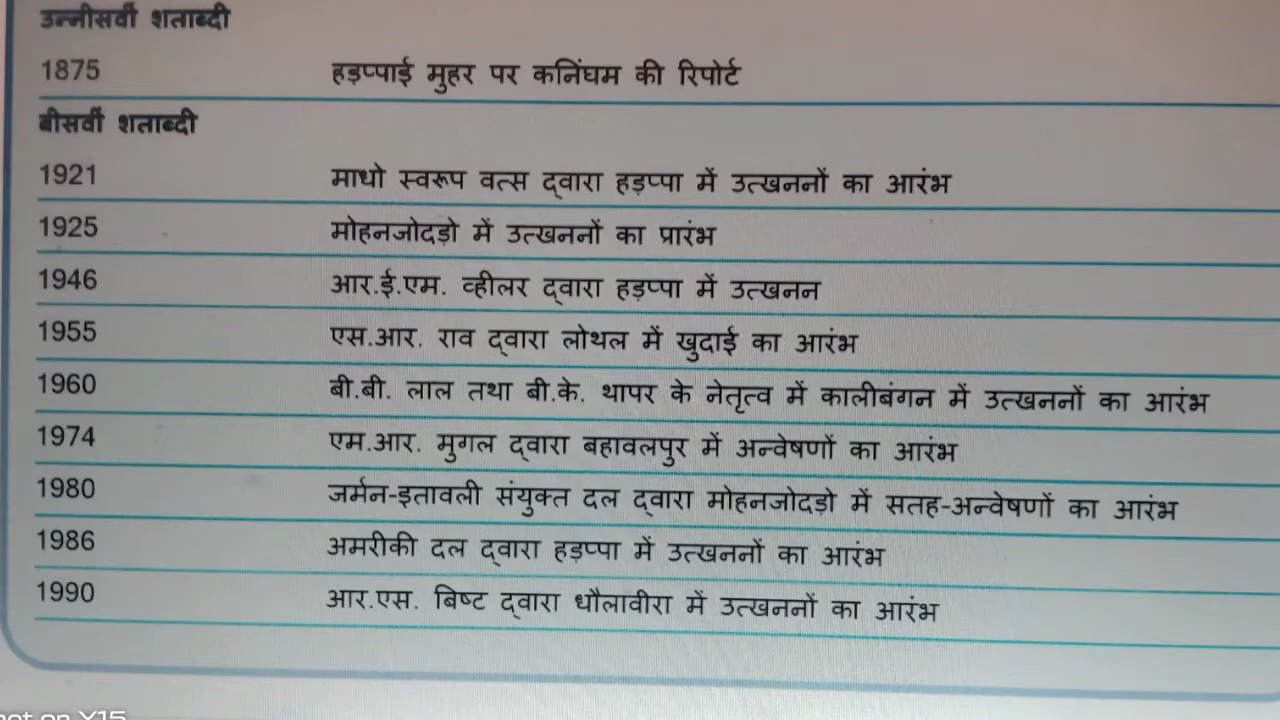 उन्नीसवीं शताब्दी
1875 हड़प्पाई मुहर पर कनिंघम की रिपोर्ट
बीसवीं शताब्दी
1921 माधो स्वरूप वत्स द्वारा हड़प्पा में उत्खननों का आरंभ
1925 मोहनजोदड़ो में उत्खननों का प्रारंभ
1946 आर.ई.एम. व्हीलर द्वारा हड़प्पा में उत्खनन
1955 एस.आर. राव द्वारा लोथल में खुदाई का आरंभ
1960 बी.बी. लाल तथा बी.के. थापर के नेतृत्व में कालीबंगन में उत्खननों का आरंभ
1974 एम.आर. मुगल द्वारा बहावलपुर में अन्वेषणों का आरंभ
1980 जर्मन-इतावली संयुक्त दल द्वारा मोहनजोदड़ो में सतह-अन्वेषणों का आरंभ
1986 अमरीकी दल द्वारा हड़प्पा में उत्खननों का आरंभ
1990 आर.एस. बिष्ट द्वारा धौलावीरा में उत्खननों का आरंभ
on Y15